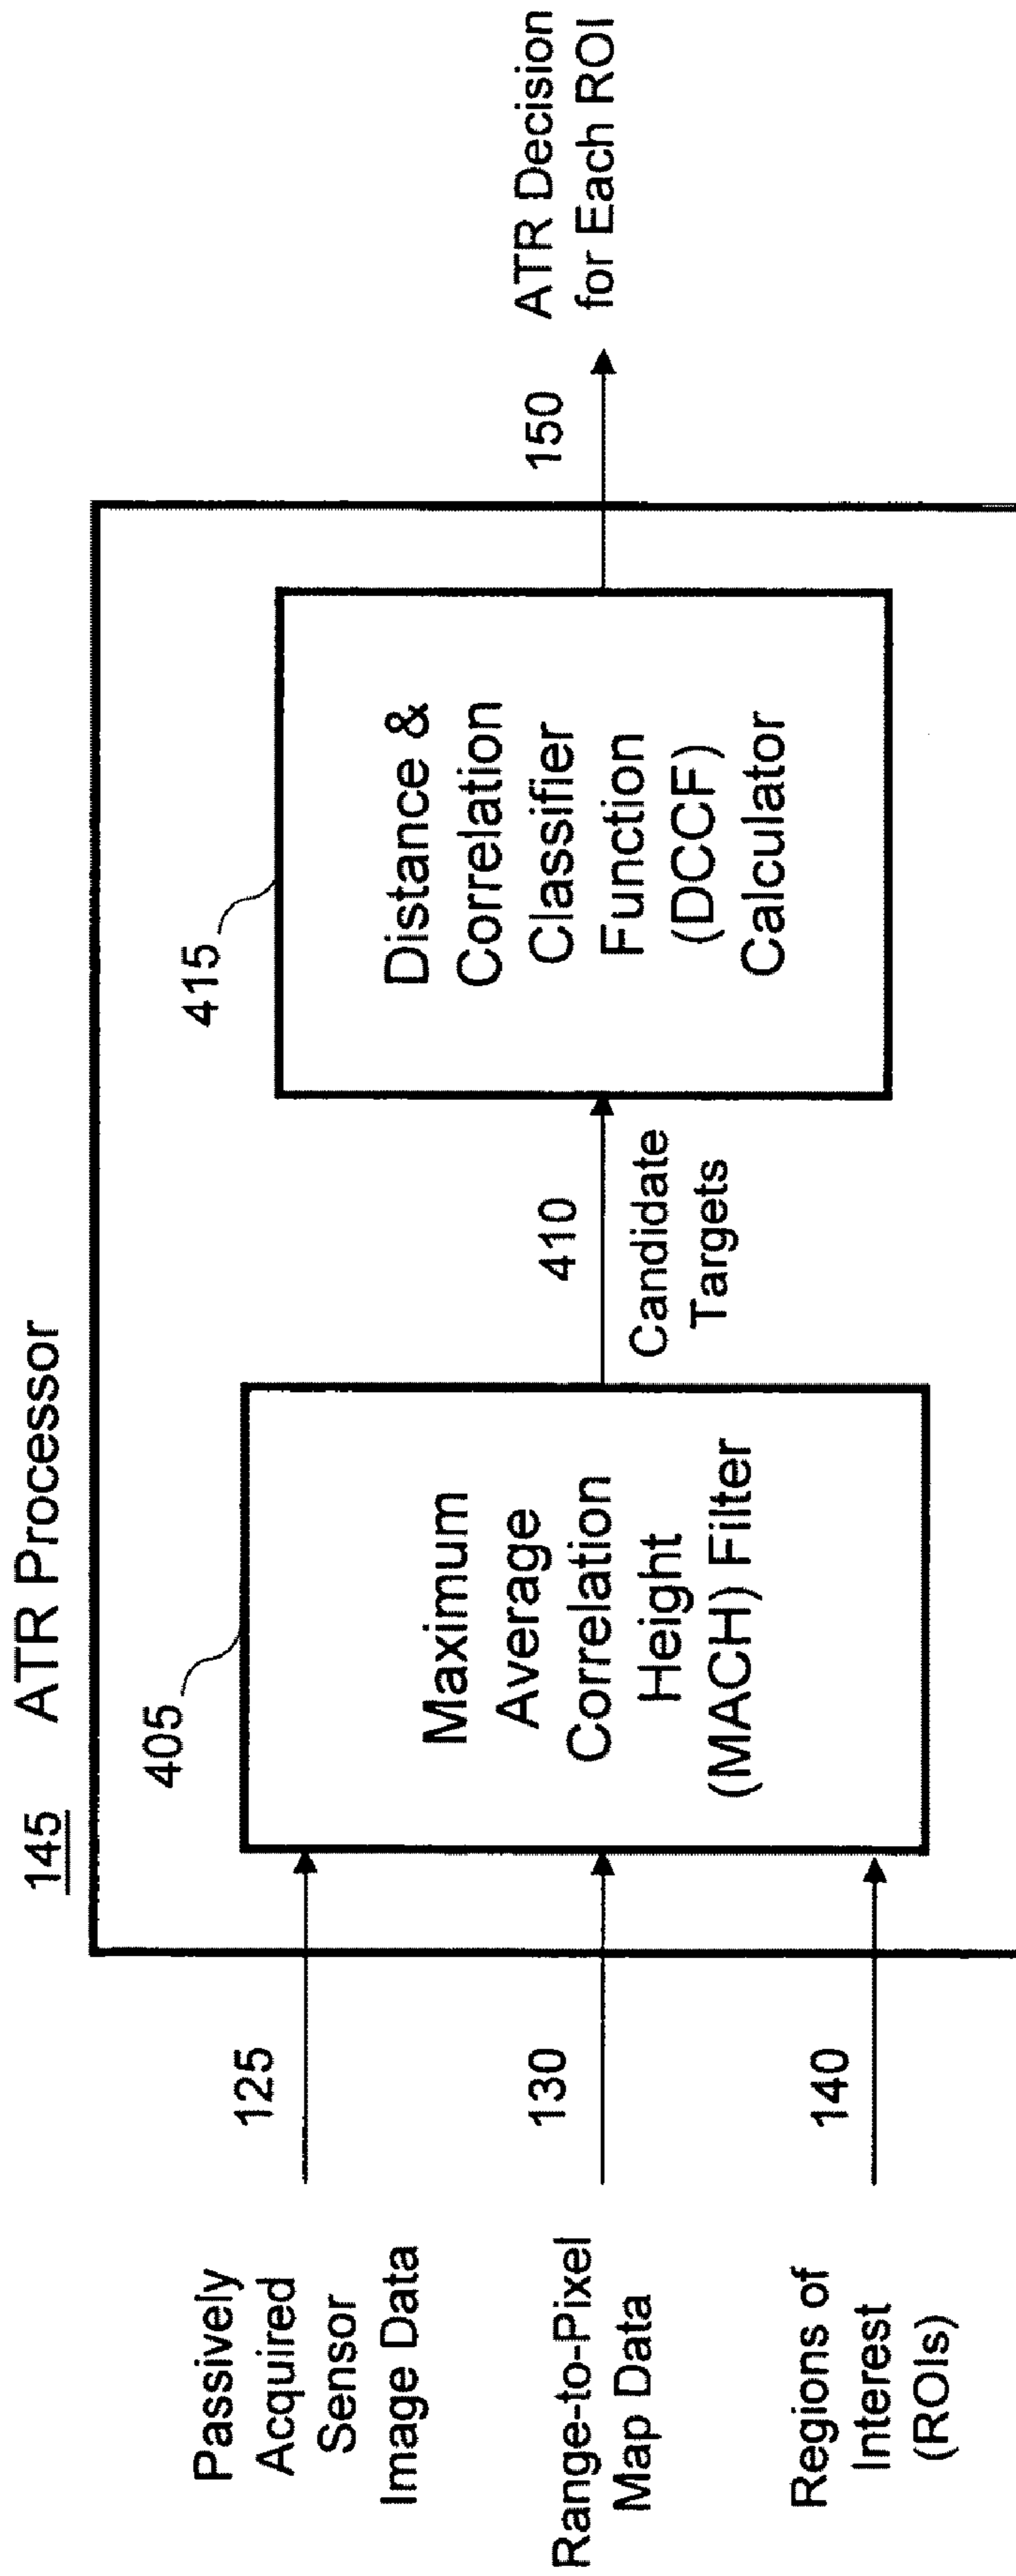 145
ATR Processor
Passively
Acquired
Sensor
Image Data
125
Range-to-Pixel
Map Data
130
Regions of
Interest
(ROIs)
140
405
Maximum
Average
Correlation
Height
(MACH) Filter
410
Candidate
Targets
415
Distance &
Correlation
Classifier
Function
(DCCF)
Calculator
150
ATR Decision
for Each ROI